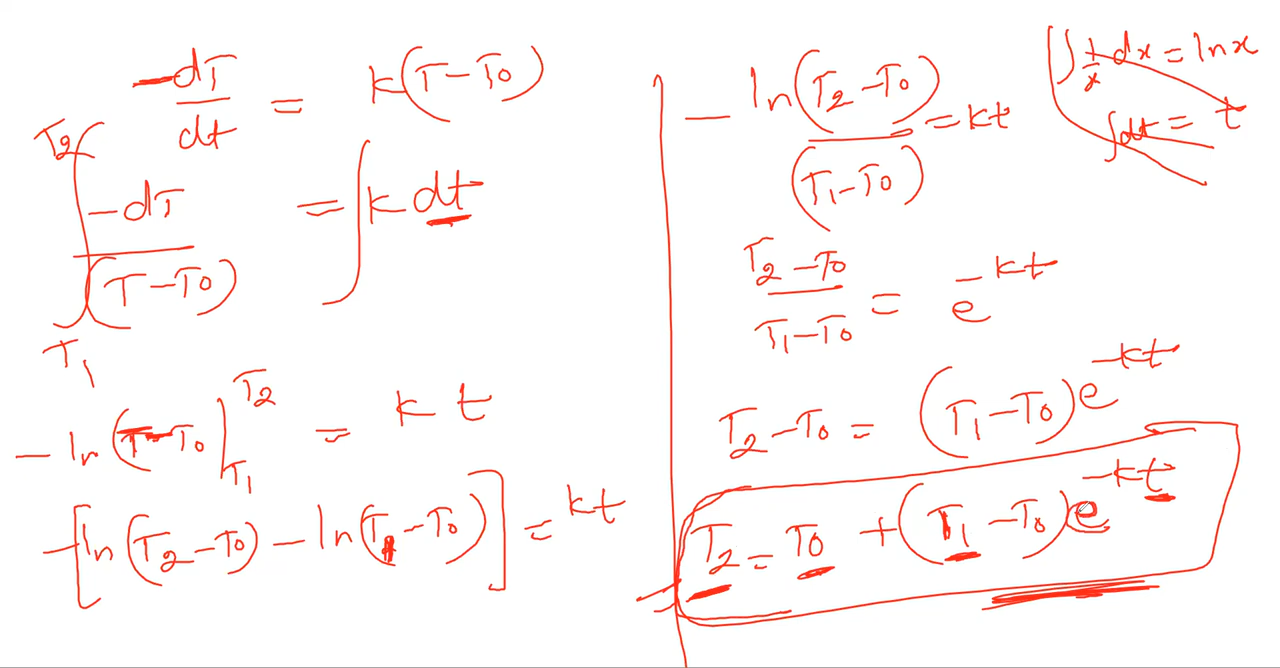 -dT/dt = k(T-T0)
∫_{T1}^{T2} -dT/(T-T0) = ∫ k dt
-ln(T-T0)|_{T1}^{T2} = kt
-[ln(T2-T0) - ln(T1-T0)] = kt
-ln(T2-T0)/(T1-T0) = kt
∫ 1/x dx = ln x
∫dt = t
T2-T0/T1-T0 = e^{-kt}
T2-T0 = (T1-T0)e^{-kt}
T2 = T0 + (T1-T0)e^{-kt}